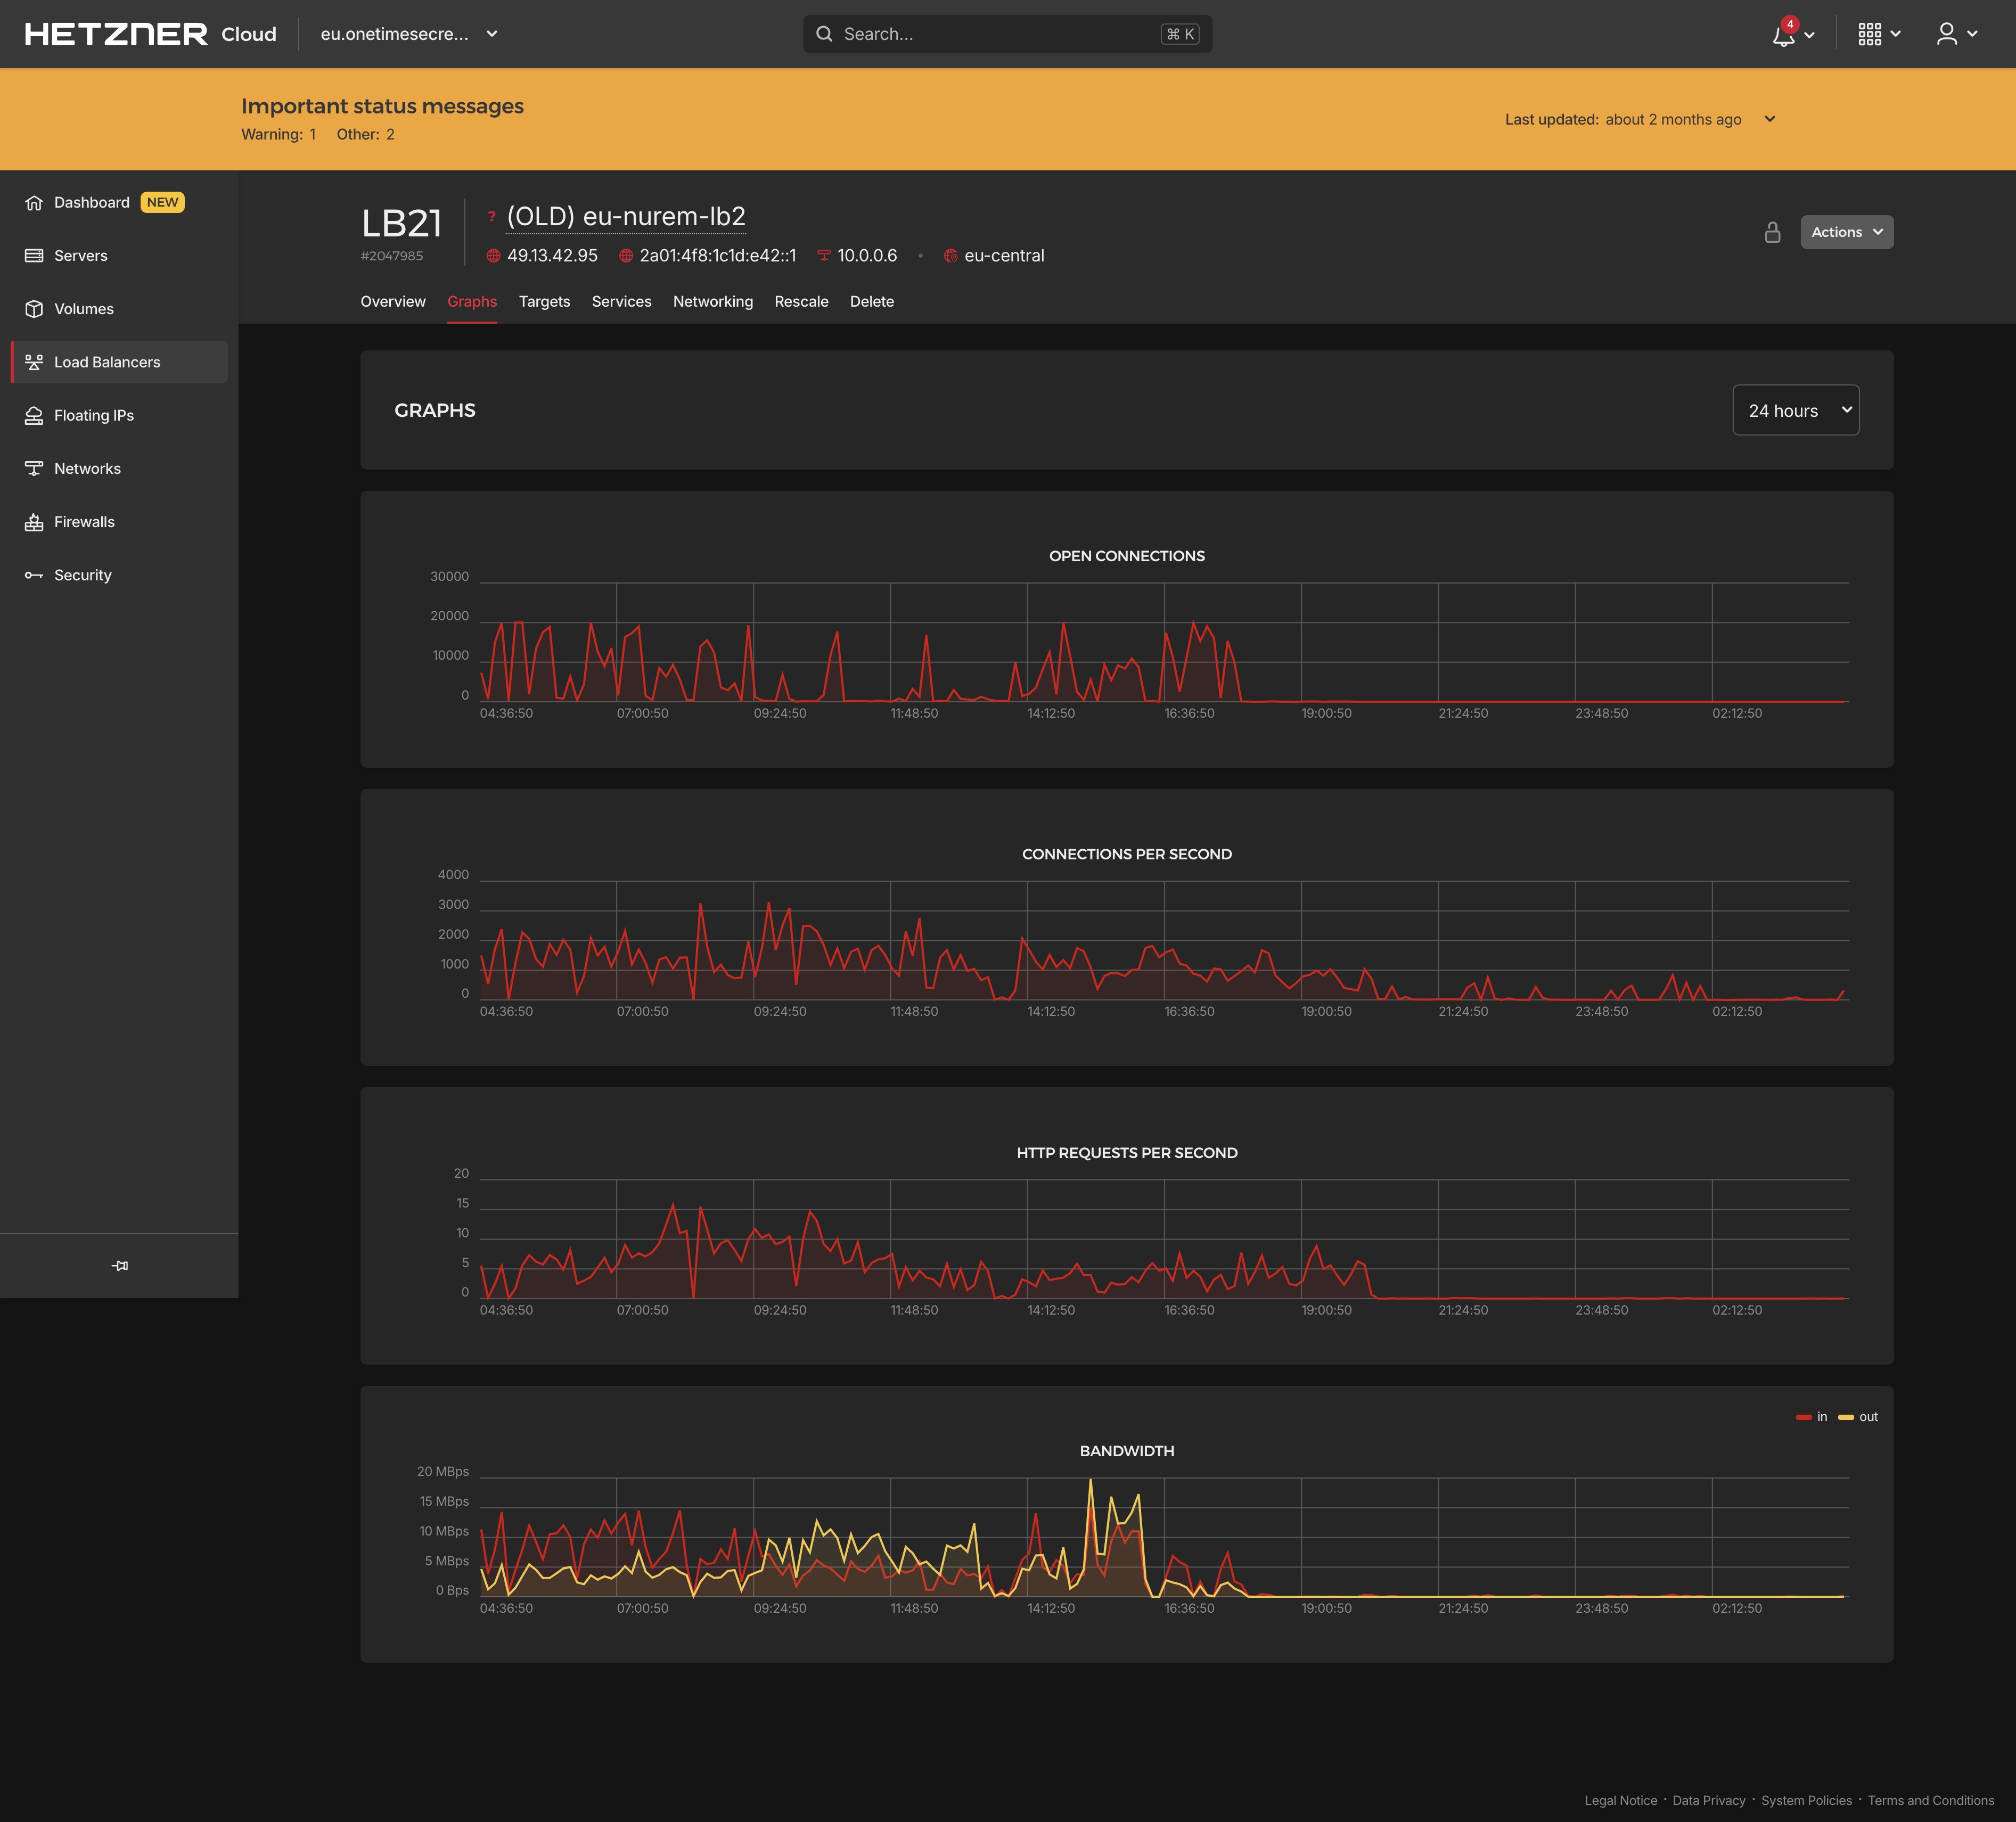 HETZNER Cloud eu.onetimesecre... Search... ⌘ K 4
Important status messages
Warning: 1 Other: 2
Last updated: about 2 months ago
Dashboard NEW
Servers
Volumes
Load Balancers
Floating IPs
Networks
Firewalls
Security
LB21
#2047985
? (OLD) eu-nurem-lb2
49.13.42.95 2a01:4f8:1c1d:e42::1 10.0.0.6 • eu-central
Actions
Overview Graphs Targets Services Networking Rescale Delete
GRAPHS
24 hours
OPEN CONNECTIONS
30000
20000
10000
0
04:36:50 07:00:50 09:24:50 11:48:50 14:12:50 16:36:50 19:00:50 21:24:50 23:48:50 02:12:50
CONNECTIONS PER SECOND
4000
3000
2000
1000
0
04:36:50 07:00:50 09:24:50 11:48:50 14:12:50 16:36:50 19:00:50 21:24:50 23:48:50 02:12:50
HTTP REQUESTS PER SECOND
20
15
10
5
0
04:36:50 07:00:50 09:24:50 11:48:50 14:12:50 16:36:50 19:00:50 21:24:50 23:48:50 02:12:50
in out
BANDWIDTH
20 MBps
15 MBps
10 MBps
5 MBps
0 Bps
04:36:50 07:00:50 09:24:50 11:48:50 14:12:50 16:36:50 19:00:50 21:24:50 23:48:50 02:12:50
Legal Notice · Data Privacy · System Policies · Terms and Conditions